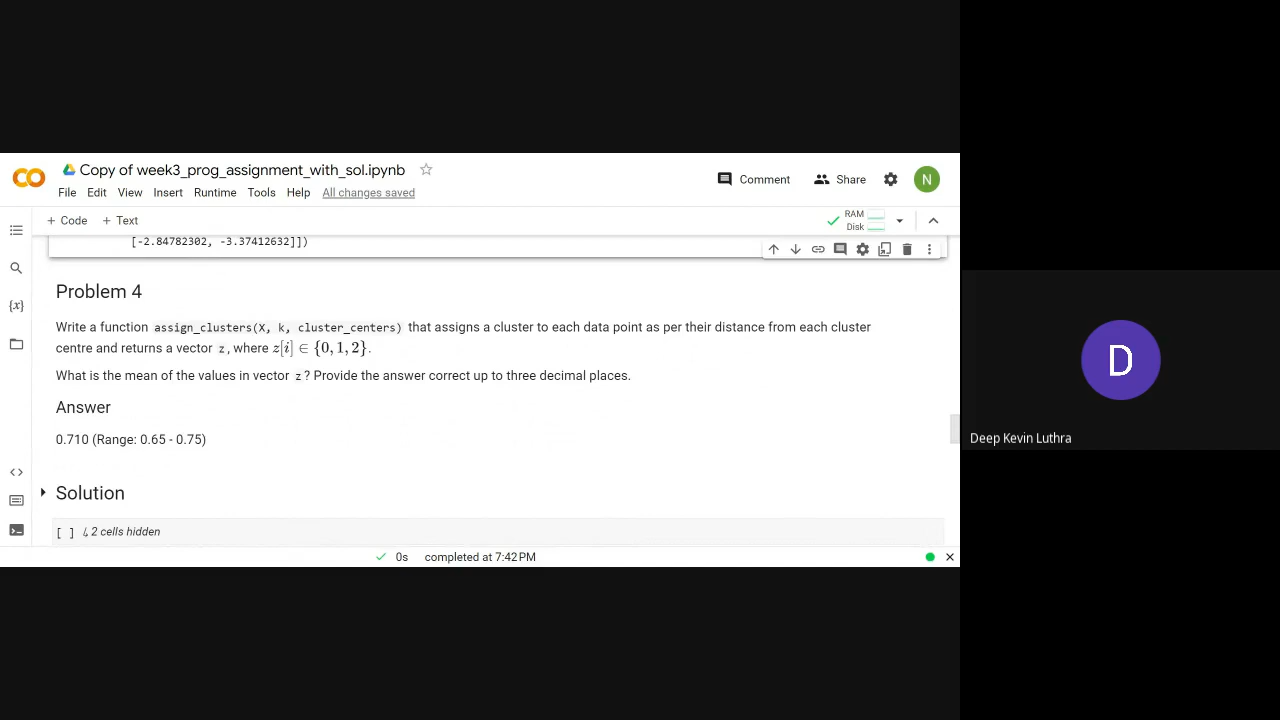 Copy of week3_prog_assignment_with_sol.ipynb
File Edit View Insert Runtime Tools Help All changes saved
Comment Share N
+ Code + Text
RAM
Disk
[-2.84782302, -3.37412632]])
Problem 4
Write a function assign_clusters(X, k, cluster_centers) that assigns a cluster to each data point as per their distance from each cluster
centre and returns a vector z, where z[i] ∈ {0, 1, 2}.
What is the mean of the values in vector z? Provide the answer correct up to three decimal places.
Answer
0.710 (Range: 0.65 - 0.75)
Solution
[ ] ↳ 2 cells hidden
0s completed at 7:42 PM
D
Deep Kevin Luthra